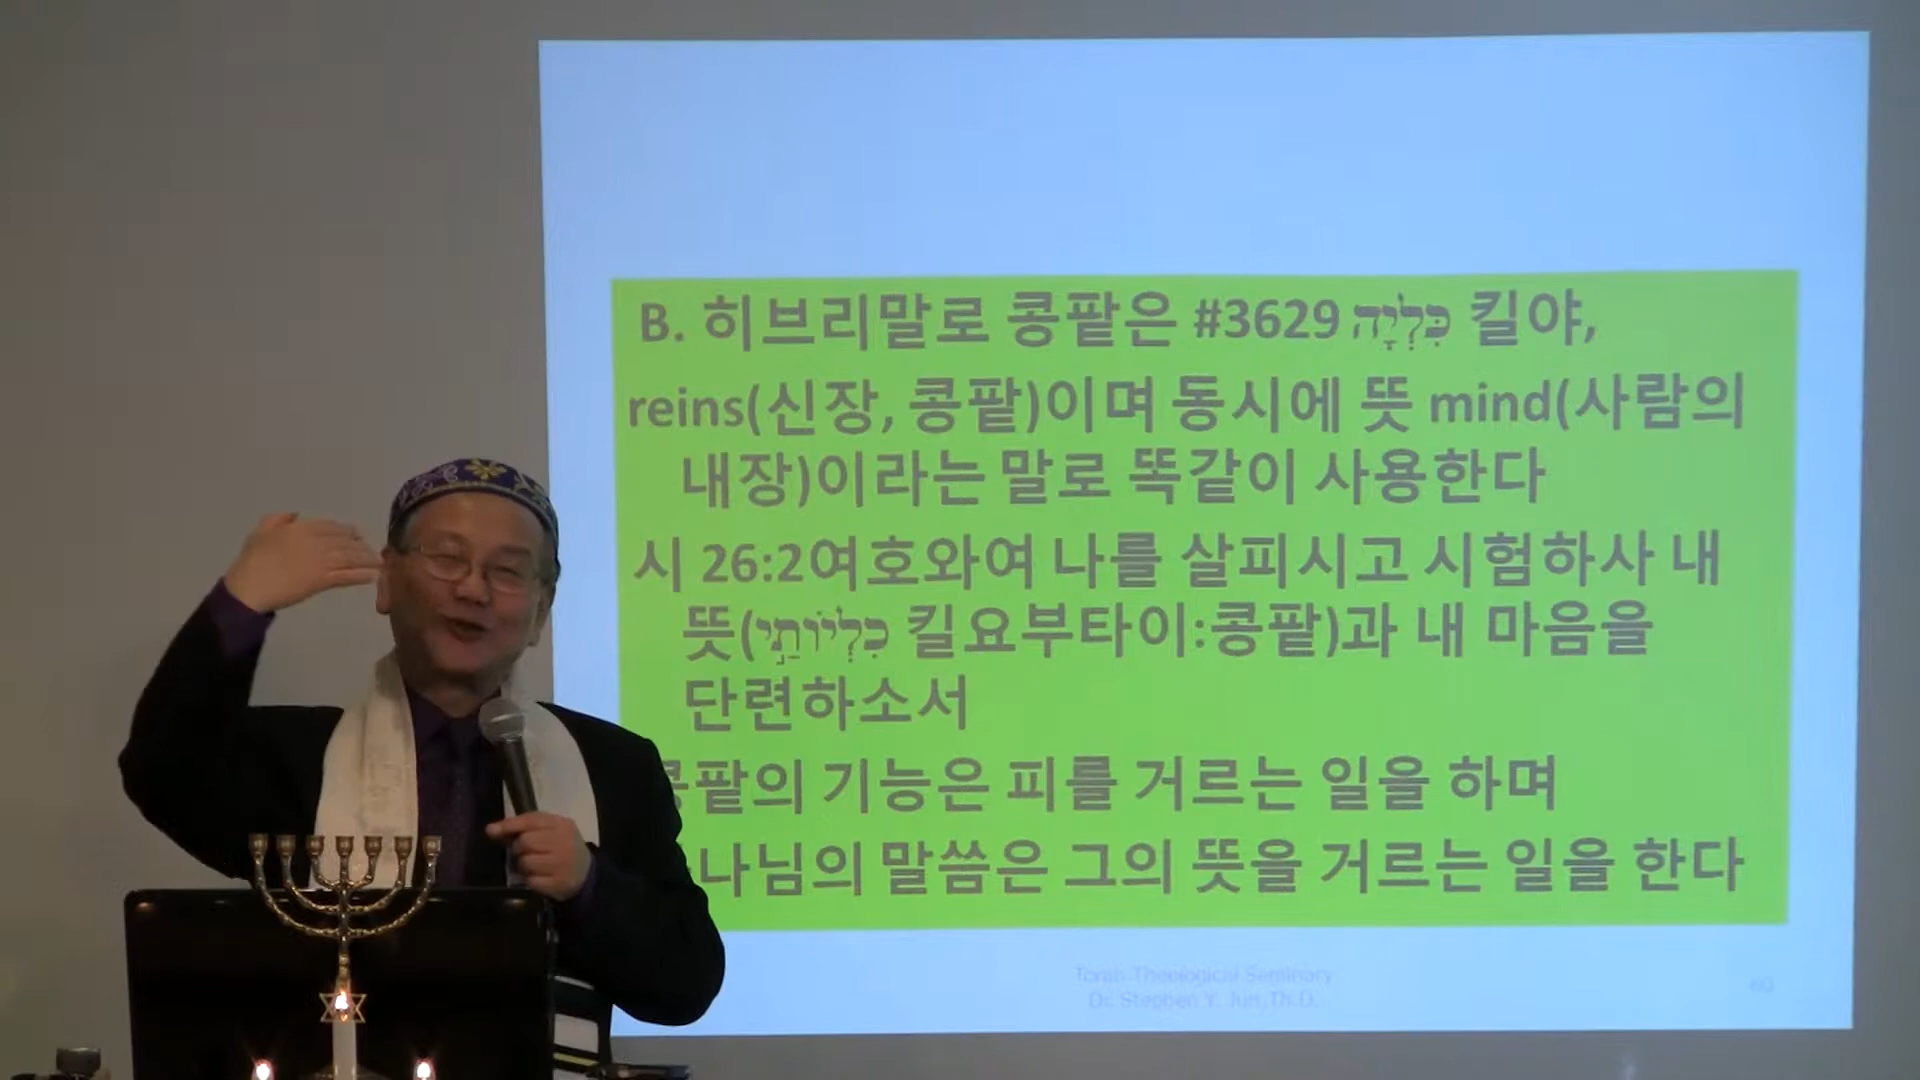 B. 히브리말로 콩팥은 #3629 כִּלְיָה 킬야,
reins(신장, 콩팥)이며 동시에 뜻 mind(사람의
내장)이라는 말로 똑같이 사용한다
시 26:2여호와여 나를 살피시고 시험하사 내
뜻(כִּלְיוֹתַ֣י 킬요부타이:콩팥)과 내 마음을
단련하소서
콩팥의 기능은 피를 거르는 일을 하며
말씀은 그의 뜻을 거르는 일을 한다
Torah Theological Seminary
Dr. Stephen Y. Jun,Th.D.